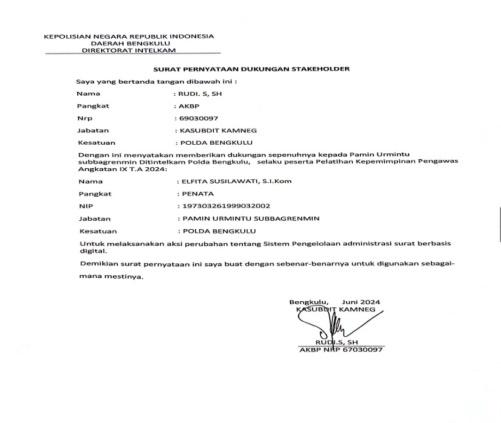 KEPOLISIAN NEGARA REPUBLIK INDONESIA
DAERAH BENGKULU
DIREKTORAT INTELKAM
SURAT PERNYATAAN DUKUNGAN STAKEHOLDER
Saya yang bertanda tangan dibawah ini :
Nama : RUDI. S, SH
Pangkat : AKBP
Nrp : 69030097
Jabatan : KASUBDIT KAMNEG
Kesatuan : POLDA BENGKULU
Dengan ini menyatakan memberikan dukungan sepenuhnya kepada Pamin Urmintu
subbagrenmin Ditintelkam Polda Bengkulu, selaku peserta Pelatihan Kepemimpinan Pengawas
Angkatan IX T.A 2024:
Nama : ELFITA SUSILAWATI, S.I.Kom
Pangkat : PENATA
NIP : 197303261999032002
Jabatan : PAMIN URMINTU SUBBAGRENMIN
Kesatuan : POLDA BENGKULU
Untuk melaksanakan aksi perubahan tentang Sistem Pengelolaan administrasi surat berbasis
digital.
Demikian surat pernyataan ini saya buat dengan sebenar-benarnya untuk digunakan sebagai-
mana mestinya.
Bengkulu, Juni 2024
KASUBDIT KAMNEG
RUDI.S, SH
AKBP NRP 67030097